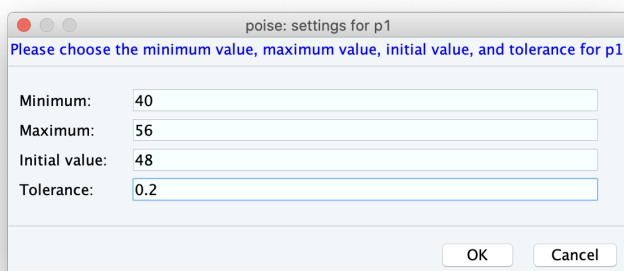 poise: settings for p1
Please choose the minimum value, maximum value, initial value, and tolerance for p1
Minimum: 40
Maximum: 56
Initial value: 48
Tolerance: 0.2
OK Cancel